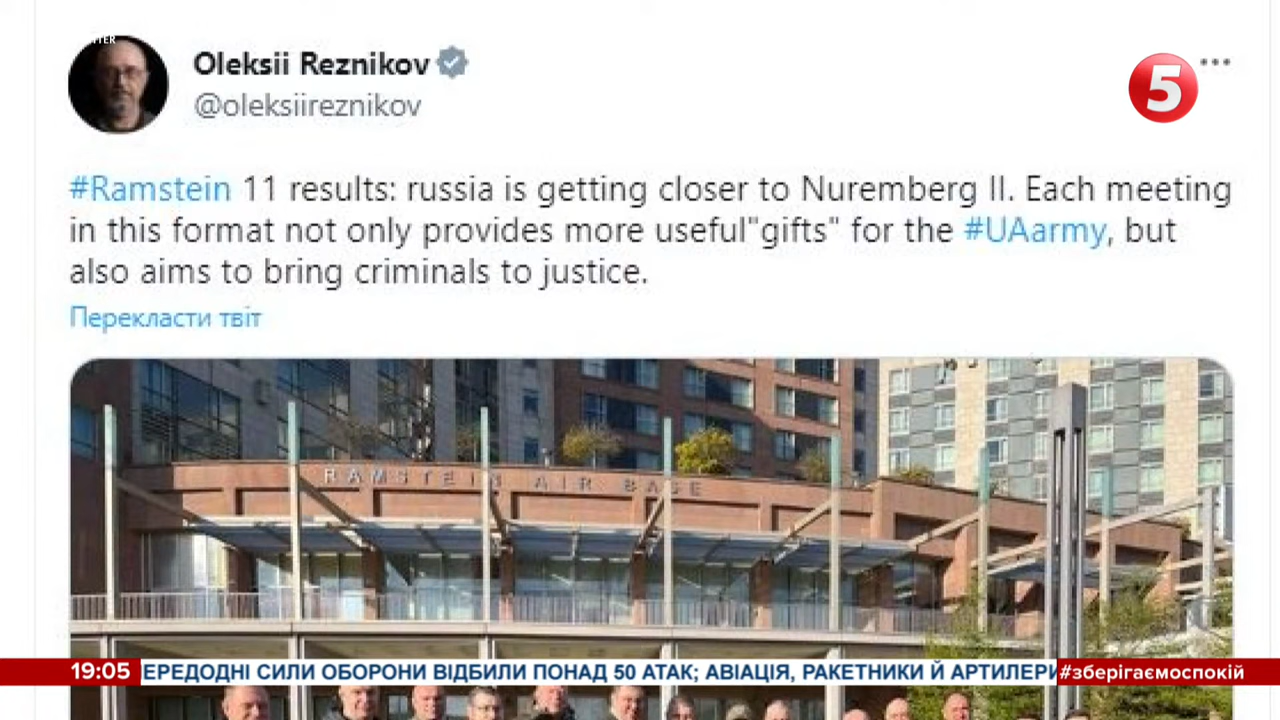 Oleksii Reznikov
@oleksiireznikov
5
#Ramstein 11 results: russia is getting closer to Nuremberg II. Each meeting
in this format not only provides more useful"gifts" for the #UAarmy, but
also aims to bring criminals to justice.
Перекласти твіт
RAMSTEIN AIR BASE
19:05 ЕРЕДОДНІ СИЛИ ОБОРОНИ ВІДБИЛИ ПОНАД 50 АТАК; АВІАЦІЯ, РАКЕТНИКИ Й АРТИЛЕРИ #зберігаємоспокій